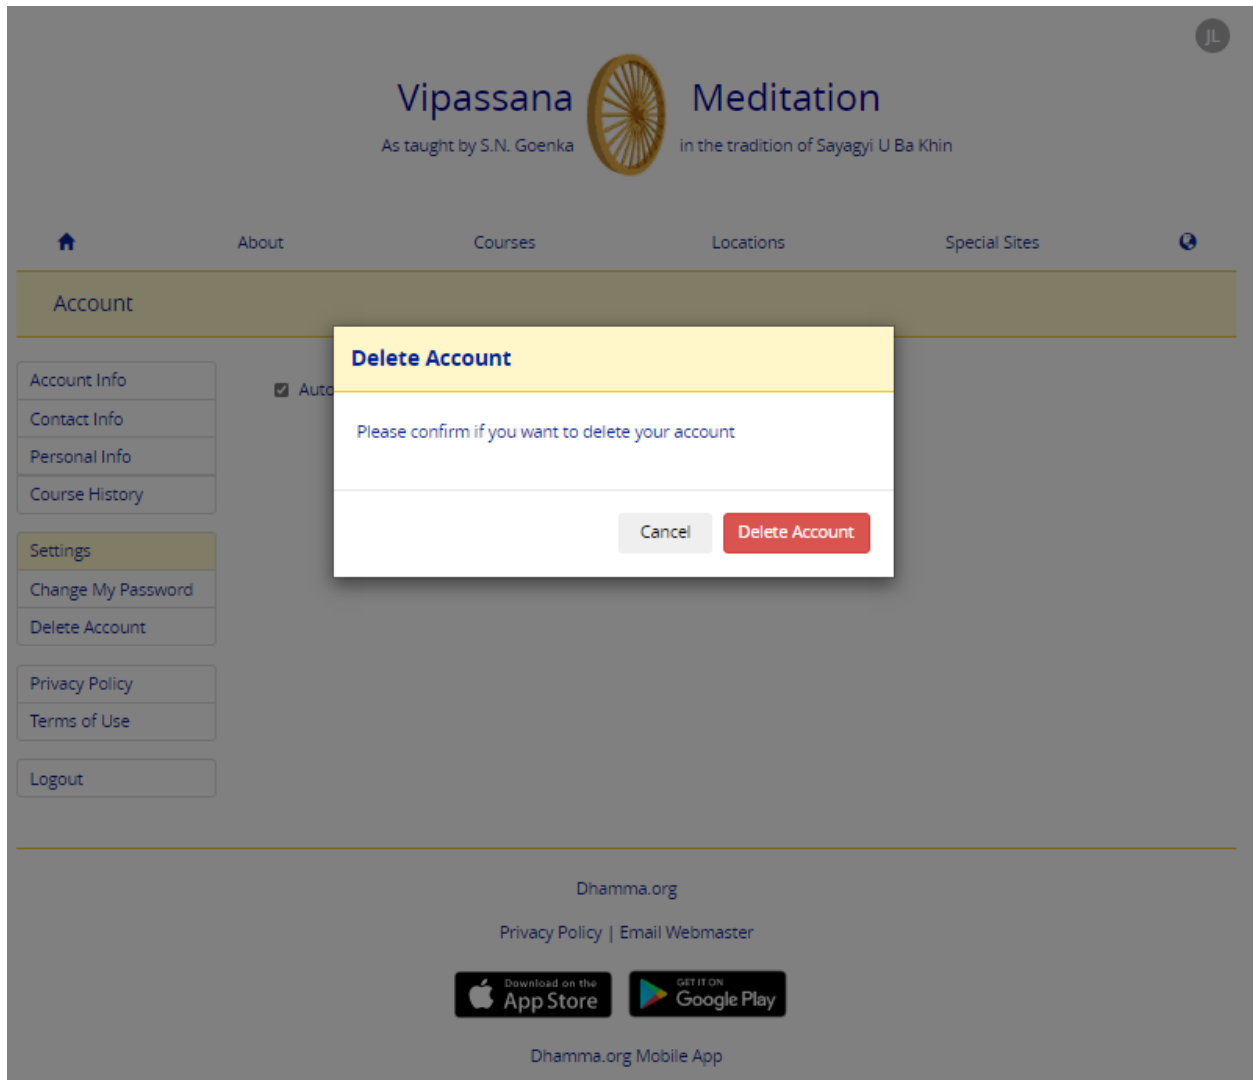 JL
Vipassana Meditation
As taught by S.N. Goenka in the tradition of Sayagyi U Ba Khin
About Courses Locations Special Sites
Account
Delete Account
Please confirm if you want to delete your account
Cancel Delete Account
Account Info
Contact Info
Personal Info
Course History
Auto
Settings
Change My Password
Delete Account
Privacy Policy
Terms of Use
Logout
Dhamma.org
Privacy Policy | Email Webmaster
Download on the App Store
GET IT ON Google Play
Dhamma.org Mobile App